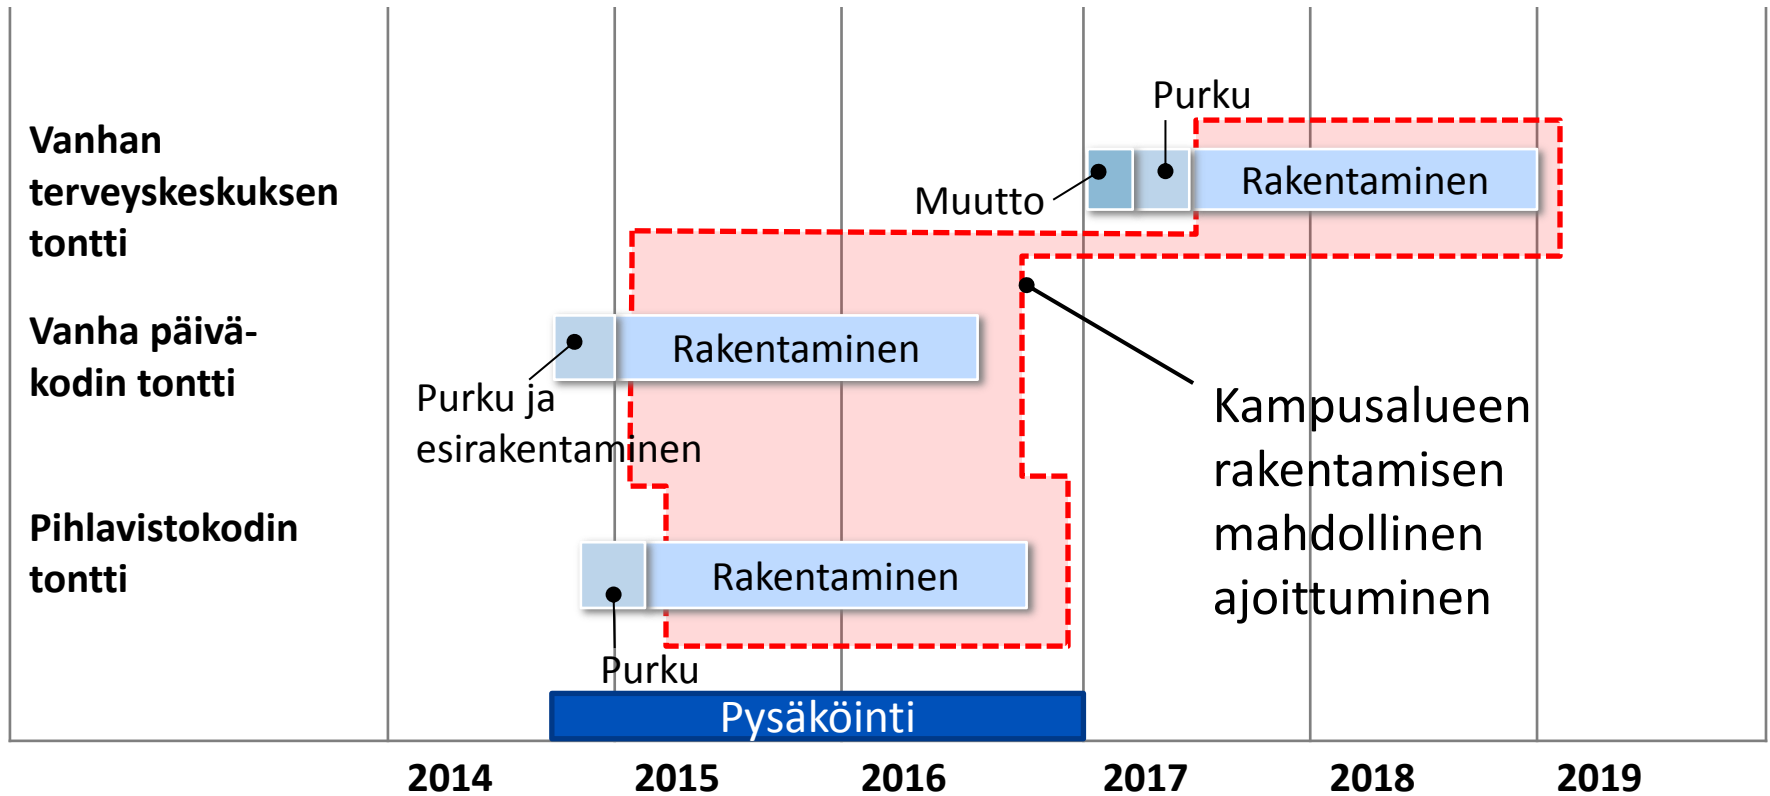 Purku
Vanhan
terveyskeskuksen
tontti
Rakentaminen
Muutto
Vanha päivä-
kodin tontti
Rakentaminen
Purku ja
esirakentaminen
Kampusalueen
rakentamisen
mahdollinen
ajoittuminen
Pihlavistokodin
tontti
Rakentaminen
Purku
Pysäköinti
2014 2015 2016 2017 2018 2019